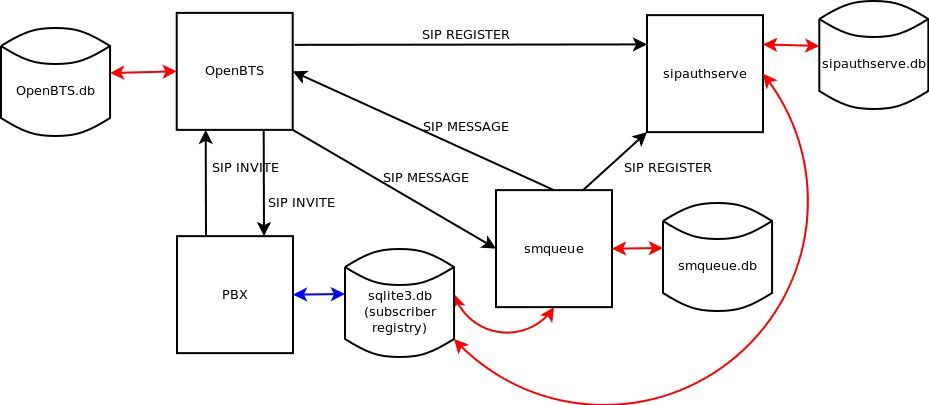 SIP REGISTER
OpenBTS
sipauthserve
sipauthserve.db
OpenBTS.db
SIP MESSAGE
SIP INVITE
SIP MESSAGE
SIP REGISTER
SIP INVITE
smqueue
smqueue.db
PBX
sqlite3.db
(subscriber
registry)